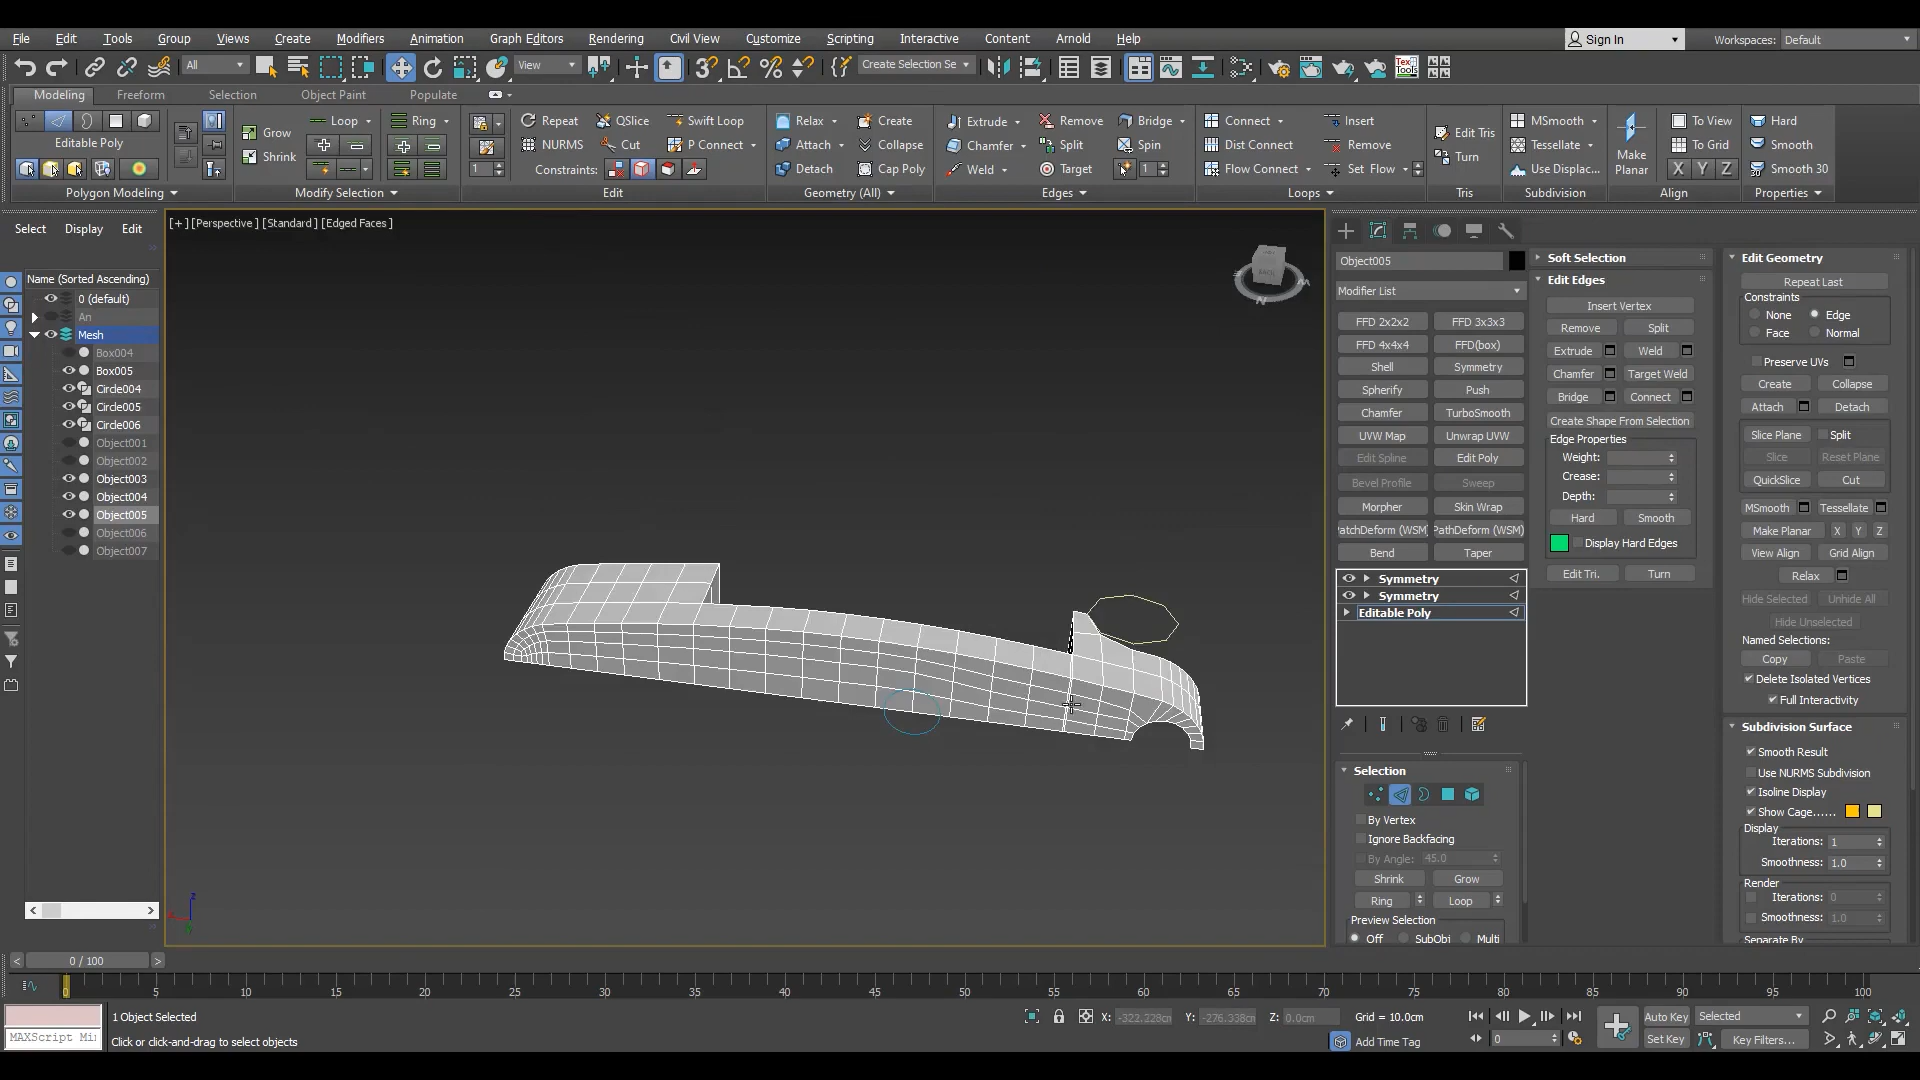 File Edit Tools Group Views Create Modifiers Animation Graph Editors Rendering Civil View Customize Scripting Interactive Content Arnold Help Sign In Workspaces: Default
All View Create Selection Se Tex Tools
Modeling Freeform Selection Object Paint Populate
Grow Loop Ring Repeat QSlice Swift Loop Relax Create Extrude Remove Bridge Connect Insert Edit Tris MSmooth To View Hard
Editable Poly Shrink NURMS Cut P Connect Attach Collapse Chamfer Split Spin Dist Connect Remove Turn Tessellate Make Planar To Grid Smooth
1 Constraints: Detach Cap Poly Weld Target 1 Flow Connect Set Flow Use Displac... X Y Z Smooth 30
Polygon Modeling Modify Selection Edit Geometry (All) Edges Loops Tris Subdivision Align Properties
Select Display Edit
[+] [Perspective] [Standard] [Edged Faces]
Name (Sorted Ascending)
0 (default)
An
Mesh
Box004
Box005
Circle004
Circle005
Circle006
Object001
Object002
Object003
Object004
Object005
Object006
Object007
Object005
Modifier List
FFD 2x2x2 FFD 3x3x3
FFD 4x4x4 FFD(box)
Shell Symmetry
Spherify Push
Chamfer TurboSmooth
UVW Map Unwrap UVW
Edit Spline Edit Poly
Bevel Profile Sweep
Morpher Skin Wrap
PatchDeform (WSM) PathDeform (WSM)
Bend Taper
Symmetry
Symmetry
Editable Poly
Selection
By Vertex
Ignore Backfacing
By Angle: 45.0
Shrink Grow
Ring Loop
Preview Selection
Off SubObj Multi
Soft Selection
Edit Edges
Insert Vertex
Remove Split
Extrude Weld
Chamfer Target Weld
Bridge Connect
Create Shape From Selection
Edge Properties
Weight:
Crease:
Depth:
Hard Smooth
Display Hard Edges
Edit Tri. Turn
Edit Geometry
Repeat Last
Constraints
None Edge
Face Normal
Preserve UVs
Create Collapse
Attach Detach
Slice Plane Split
Slice Reset Plane
QuickSlice Cut
MSmooth Tessellate
Make Planar X Y Z
View Align Grid Align
Relax
Hide Selected Unhide All
Hide Unselected
Named Selections:
Copy Paste
Delete Isolated Vertices
Full Interactivity
Subdivision Surface
Smooth Result
Use NURMS Subdivision
Isoline Display
Show Cage......
Display
Iterations: 1
Smoothness: 1.0
Render
Iterations: 0
Smoothness: 1.0
Separate By
z
0 / 100
0 5 10 15 20 25 30 35 40 45 50 55 60 65 70 75 80 85 90 95 100
1 Object Selected X: -322.228cm Y: -276.338cm Z: 0.0cm Grid = 10.0cm Auto Key Selected
MAXScript Mi Click or click-and-drag to select objects Add Time Tag 0 Set Key Key Filters...